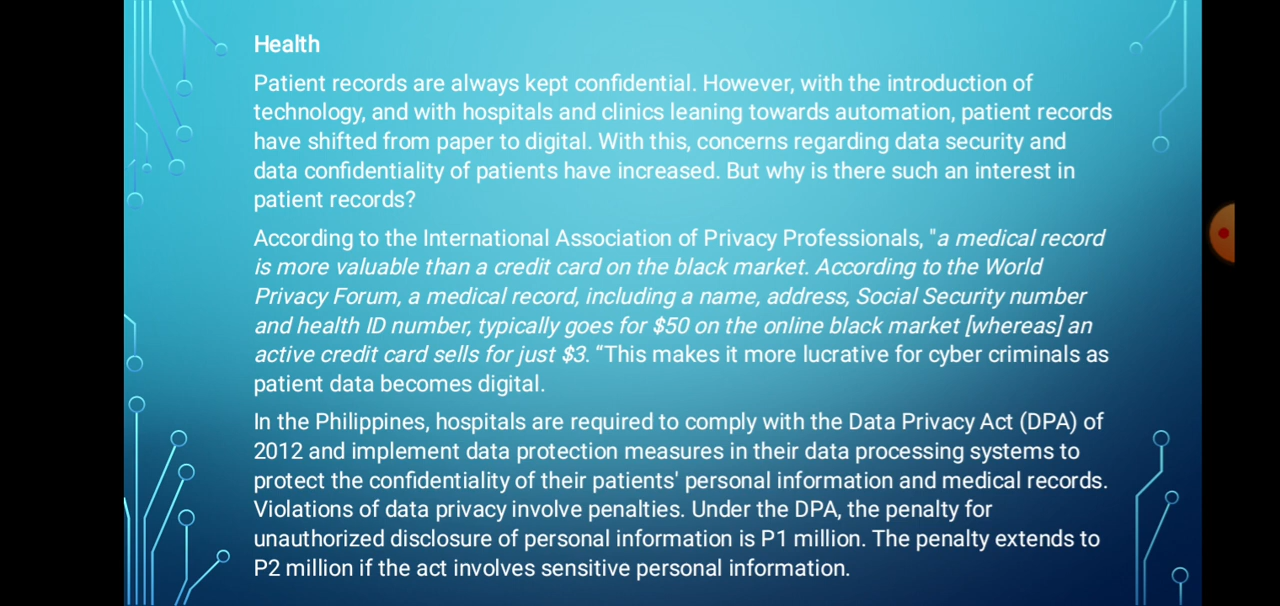 Health
Patient records are always kept confidential. However, with the introduction of
technology, and with hospitals and clinics leaning towards automation, patient records
have shifted from paper to digital. With this, concerns regarding data security and
data confidentiality of patients have increased. But why is there such an interest in
patient records?
According to the International Association of Privacy Professionals, "a medical record
is more valuable than a credit card on the black market. According to the World
Privacy Forum, a medical record, including a name, address, Social Security number
and health ID number, typically goes for $50 on the online black market [whereas] an
active credit card sells for just $3. “This makes it more lucrative for cyber criminals as
patient data becomes digital.
In the Philippines, hospitals are required to comply with the Data Privacy Act (DPA) of
2012 and implement data protection measures in their data processing systems to
protect the confidentiality of their patients' personal information and medical records.
Violations of data privacy involve penalties. Under the DPA, the penalty for
unauthorized disclosure of personal information is P1 million. The penalty extends to
P2 million if the act involves sensitive personal information.